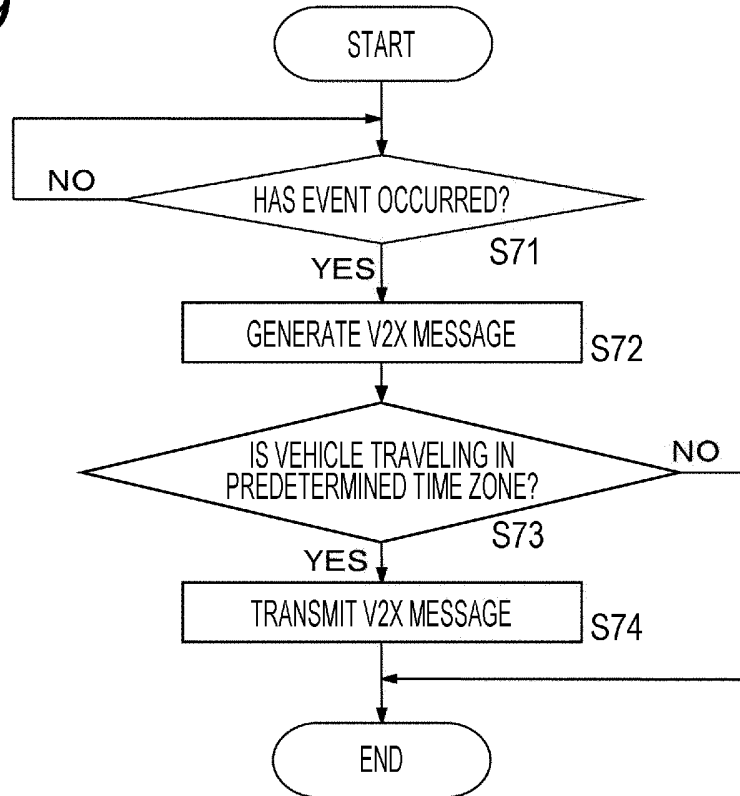 START
HAS EVENT OCCURRED?
NO
S71
YES
GENERATE V2X MESSAGE
S72
IS VEHICLE TRAVELING IN
PREDETERMINED TIME ZONE?
NO
S73
YES
TRANSMIT V2X MESSAGE
S74
END